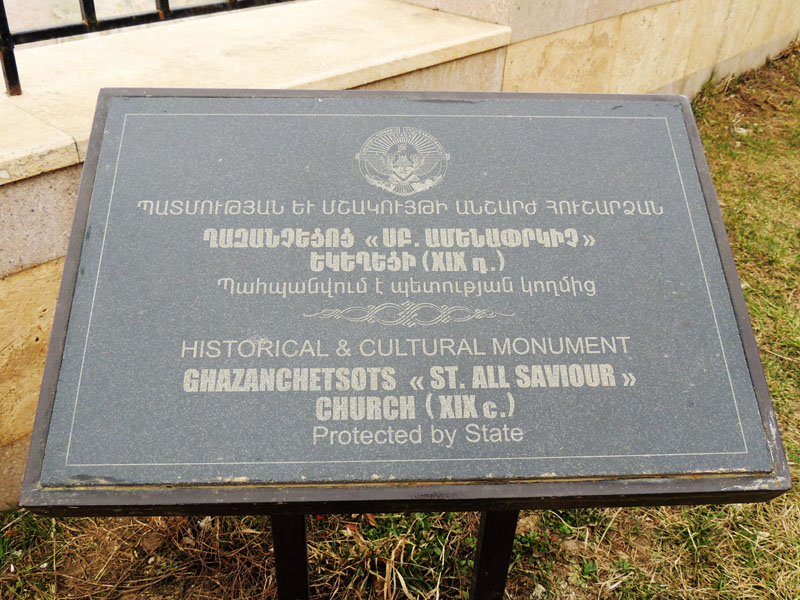 ՊԱՏՄՈՒԹՅԱՆ ԵՒ ՄՇԱԿՈՒՅԹԻ ԱՆՇԱՐԺ ՀՈՒՇԱՐՁԱՆ
ՂԱԶԱՆՉԵՑՈՑ « ՍԲ. ԱՄԵՆԱՓՐԿԻՉ »
ԵԿԵՂԵՑԻ (XIX դ.)
Պահպանվում է պետության կողմից
HISTORICAL & CULTURAL MONUMENT
GHAZANCHETSOTS « ST. ALL SAVIOUR »
CHURCH ( XIX c.)
Protected by State